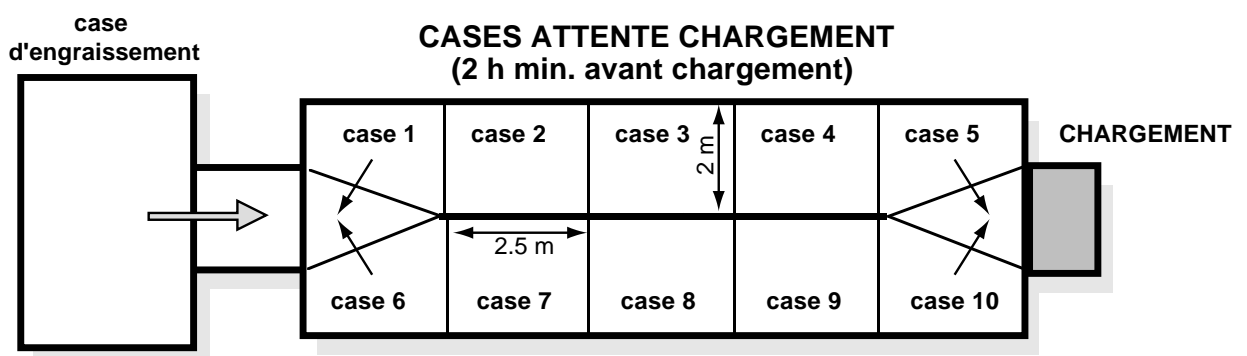 case
d'engraissement
CASES ATTENTE CHARGEMENT
(2 h min. avant chargement)
case 1
case 2
case 3
2 m
case 4
case 5
CHARGEMENT
2.5 m
case 6
case 7
case 8
case 9
case 10